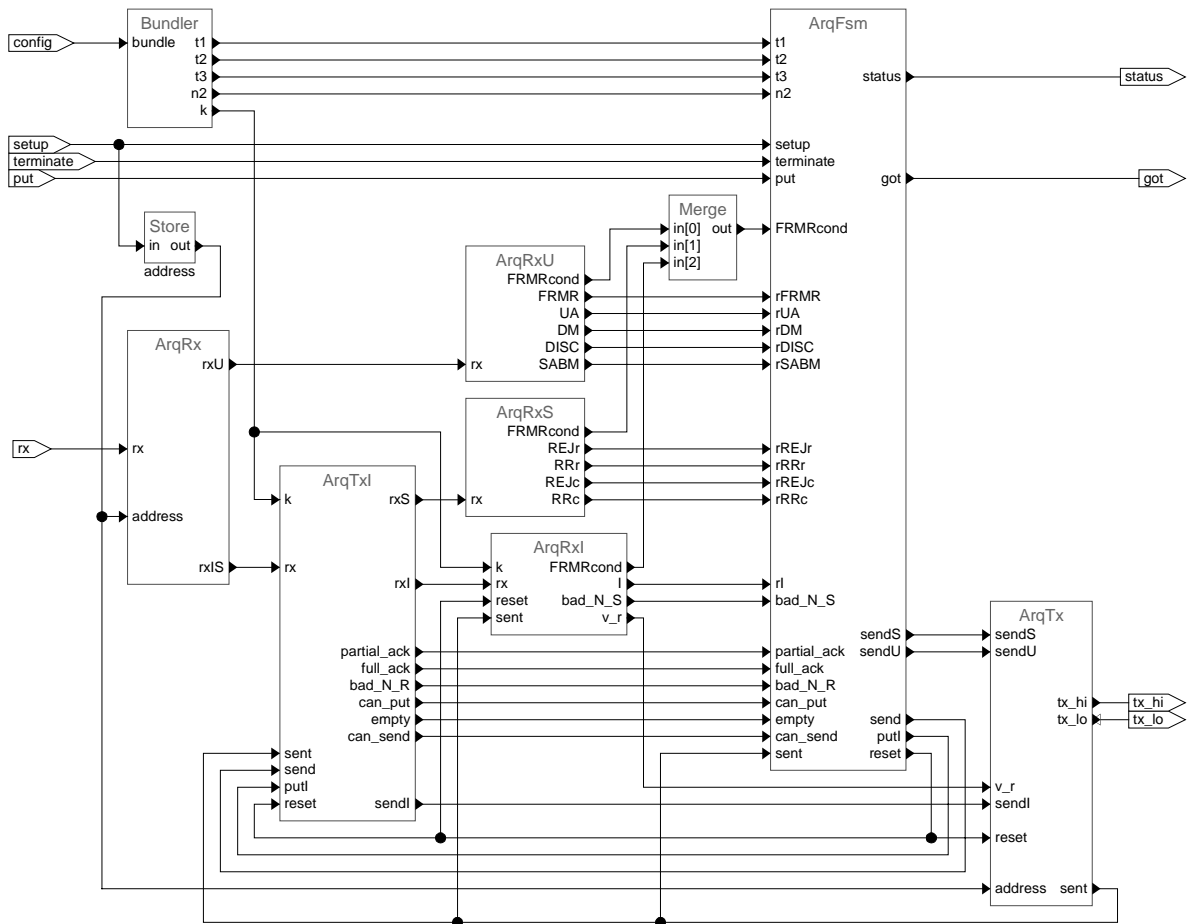 Bundler
ArqFsm
config
bundle
t1
t1
t2
t2
t3
t3
status
status
n2
n2
k
setup
setup
terminate
terminate
put
put
got
got
Store
in
out
address
Merge
in[0]
out
in[1]
in[2]
FRMRcond
ArqRxU
FRMRcond
FRMR
rFRMR
UA
rUA
DM
rDM
DISC
rDISC
rx
SABM
rSABM
ArqRx
rxU
rx
rx
address
rxIS
ArqRxS
FRMRcond
REJr
rREJr
RRr
rRRr
REJc
rREJc
rx
RRc
rRRc
ArqTxI
k
rxS
rx
rxI
ArqRxI
k
FRMRcond
rx
I
rI
reset
bad_N_S
bad_N_S
sent
v_r
partial_ack
partial_ack
full_ack
full_ack
bad_N_R
bad_N_R
can_put
can_put
empty
empty
can_send
can_send
sent
sent
send
putI
reset
sendI
sendS
sendU
send
putI
reset
ArqTx
sendS
sendU
tx_hi
tx_hi
tx_lo
tx_lo
v_r
sendI
reset
address
sent